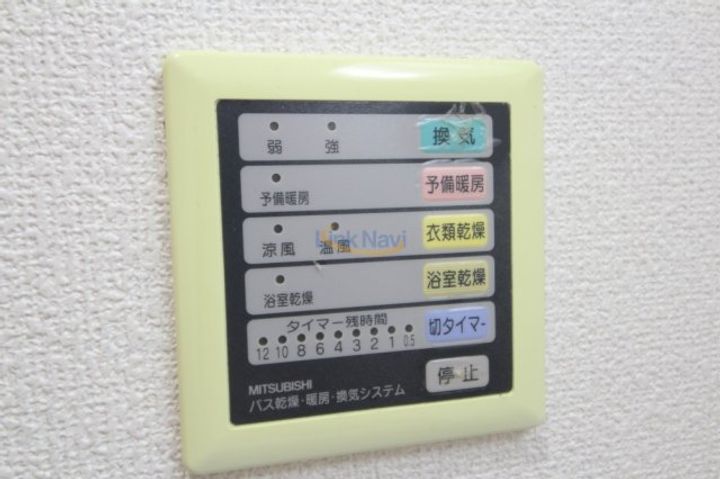 弱 強 換気
予備暖房 予備暖房
涼風 温風 衣類乾燥
Link Navi
浴室乾燥 浴室乾燥
タイマー残時間 切タイマー
12 10 8 6 4 3 2 1 0.5
停止
MITSUBISHI
バス乾燥・暖房・換気システム